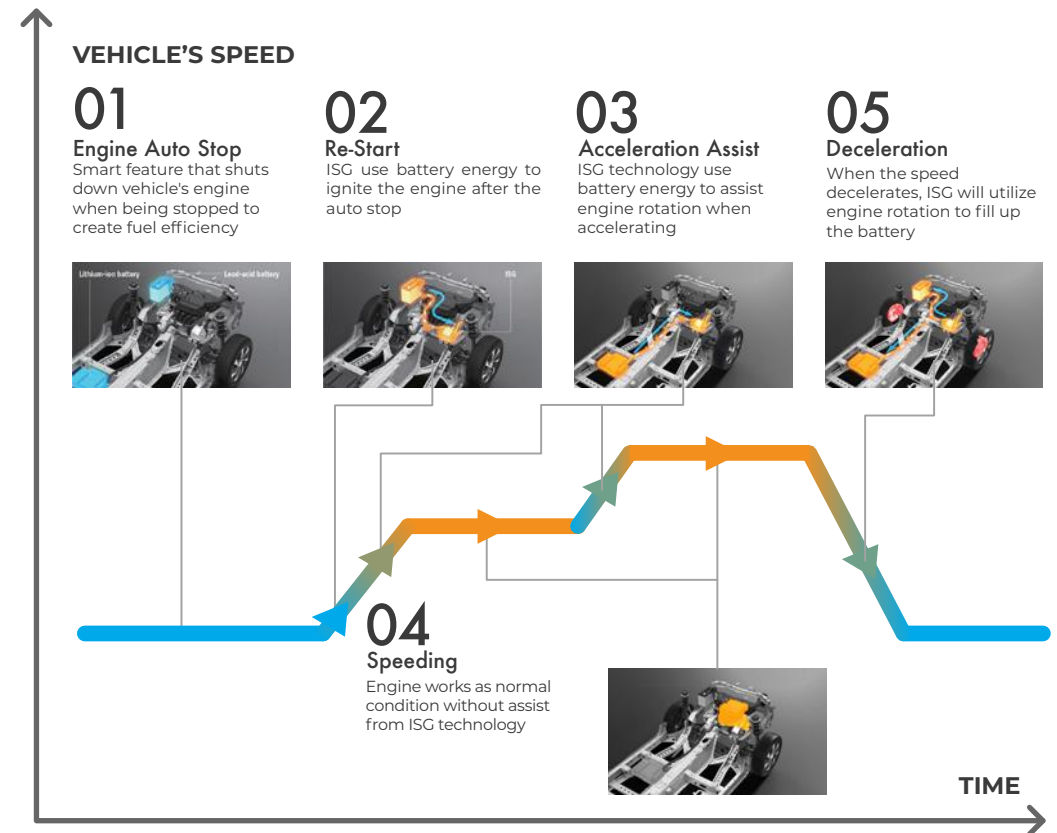 VEHICLE’S SPEED
01
Engine Auto Stop
Smart feature that shuts
down vehicle's engine
when being stopped to
create fuel efficiency
02
Re-Start
ISG use battery energy to
ignite the engine after the
auto stop
03
Acceleration Assist
ISG technology use
battery energy to assist
engine rotation when
accelerating
05
Deceleration
When the speed
decelerates, ISG will utilize
engine rotation to fill up
the battery
Lithium-ion battery
Lead-acid battery
ISG
04
Speeding
Engine works as normal
condition without assist
from ISG technology
TIME